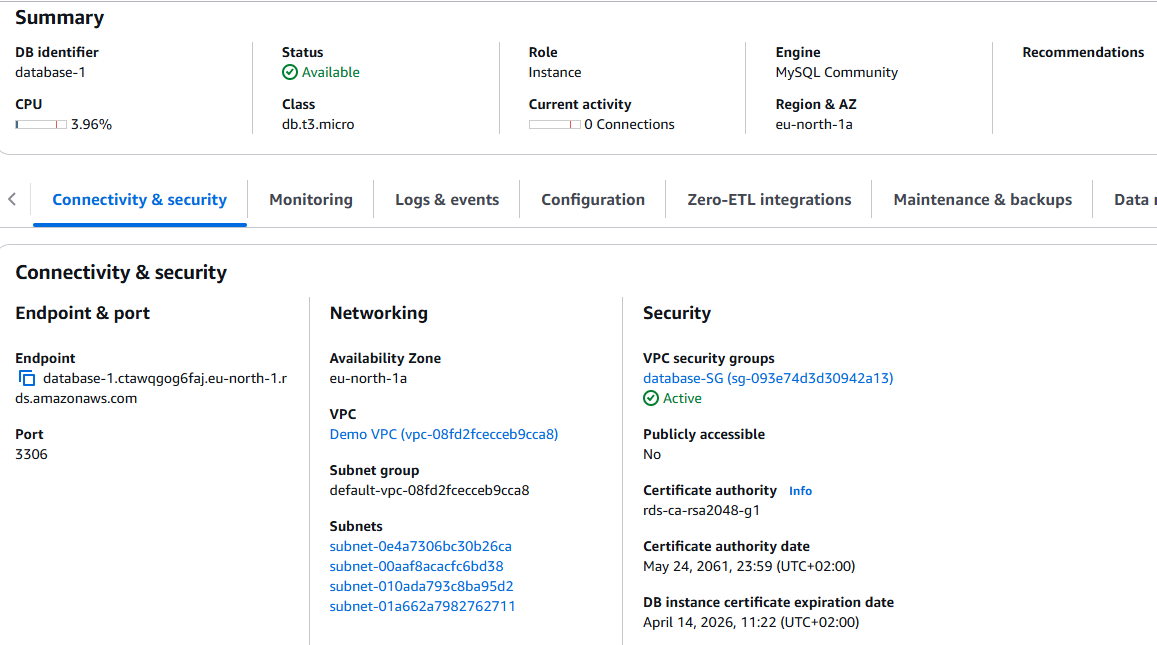 Summary
DB identifier
database-1
Status
Available
Role
Instance
Engine
MySQL Community
Recommendations
CPU
3.96%
Class
db.t3.micro
Current activity
0 Connections
Region & AZ
eu-north-1a
Connectivity & security
Monitoring
Logs & events
Configuration
Zero-ETL integrations
Maintenance & backups
Data
Connectivity & security
Endpoint & port
Endpoint
database-1.ctawqgog6faj.eu-north-1.r
ds.amazonaws.com
Port
3306
Networking
Availability Zone
eu-north-1a
VPC
Demo VPC (vpc-08fd2fcecceb9cca8)
Subnet group
default-vpc-08fd2fcecceb9cca8
Subnets
subnet-0e4a7306bc30b26ca
subnet-00aaf8acacfc6bd38
subnet-010ada793c8ba95d2
subnet-01a662a7982762711
Security
VPC security groups
database-SG (sg-093e74d3d30942a13)
Active
Publicly accessible
No
Certificate authority Info
rds-ca-rsa2048-g1
Certificate authority date
May 24, 2061, 23:59 (UTC+02:00)
DB instance certificate expiration date
April 14, 2026, 11:22 (UTC+02:00)